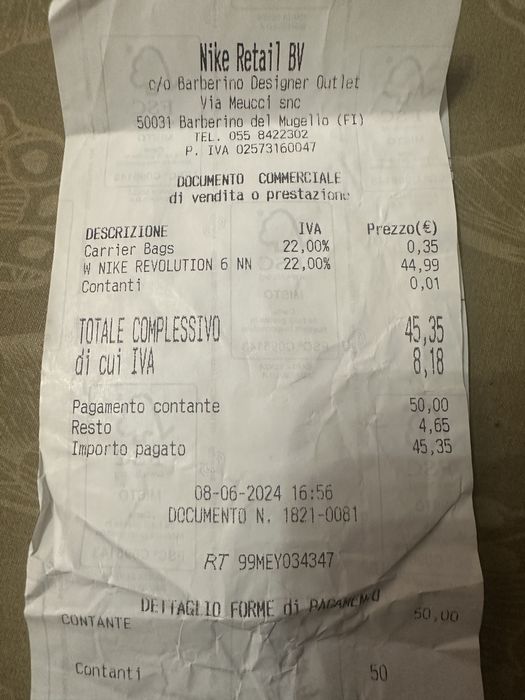 Nike Retail BV
c/o Barberino Designer Outlet
Via Meucci snc
50031 Barberino del Mugello (FI)
TEL. 055 8422302
P. IVA 02573160047
DOCUMENTO COMMERCIALE
di vendita o prestazione
DESCRIZIONE IVA Prezzo(€)
Carrier Bags 22,00% 0,35
W NIKE REVOLUTION 6 NN 22,00% 44,99
Contanti 0,01
TOTALE COMPLESSIVO 45,35
di cui IVA 8,18
Pagamento contante 50,00
Resto 4,65
Importo pagato 45,35
08-06-2024 16:56
DOCUMENTO N. 1821-0081
RT 99MEY034347
DETTAGLIO FORME di PAGAMENTO
CONTANTE 50,00
Contanti 50